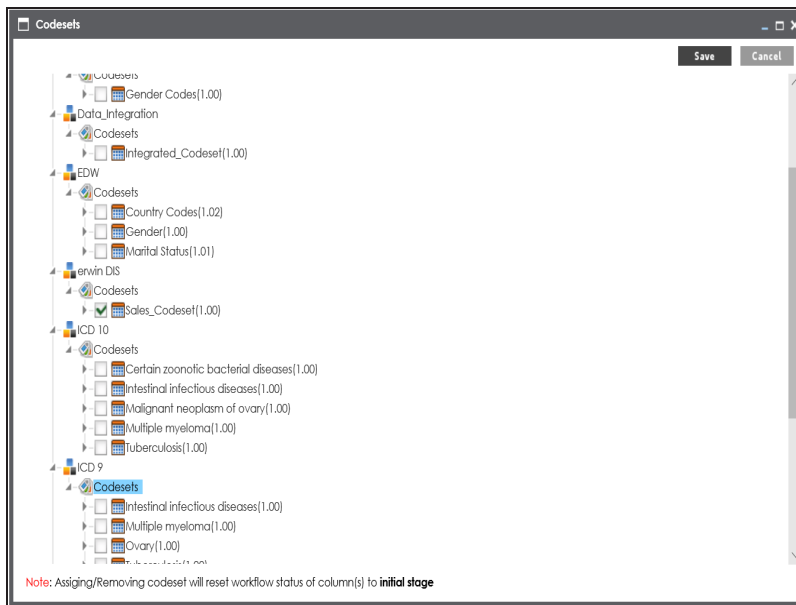 Codesets
Save Cancel
Codesets
Gender Codes(1.00)
Data_Integration
Codesets
Integrated_Codeset(1.00)
EDW
Codesets
Country Codes(1.02)
Gender(1.00)
Marital Status(1.01)
erwin DIS
Codesets
Sales_Codeset(1.00)
ICD 10
Codesets
Certain zoonotic bacterial diseases(1.00)
Intestinal infectious diseases(1.00)
Malignant neoplasm of ovary(1.00)
Multiple myeloma(1.00)
Tuberculosis(1.00)
ICD 9
Codesets
Intestinal infectious diseases(1.00)
Multiple myeloma(1.00)
Ovary(1.00)
Tuberculosis(1.00)
Note: Assiging/Removing codeset will reset workflow status of column(s) to initial stage